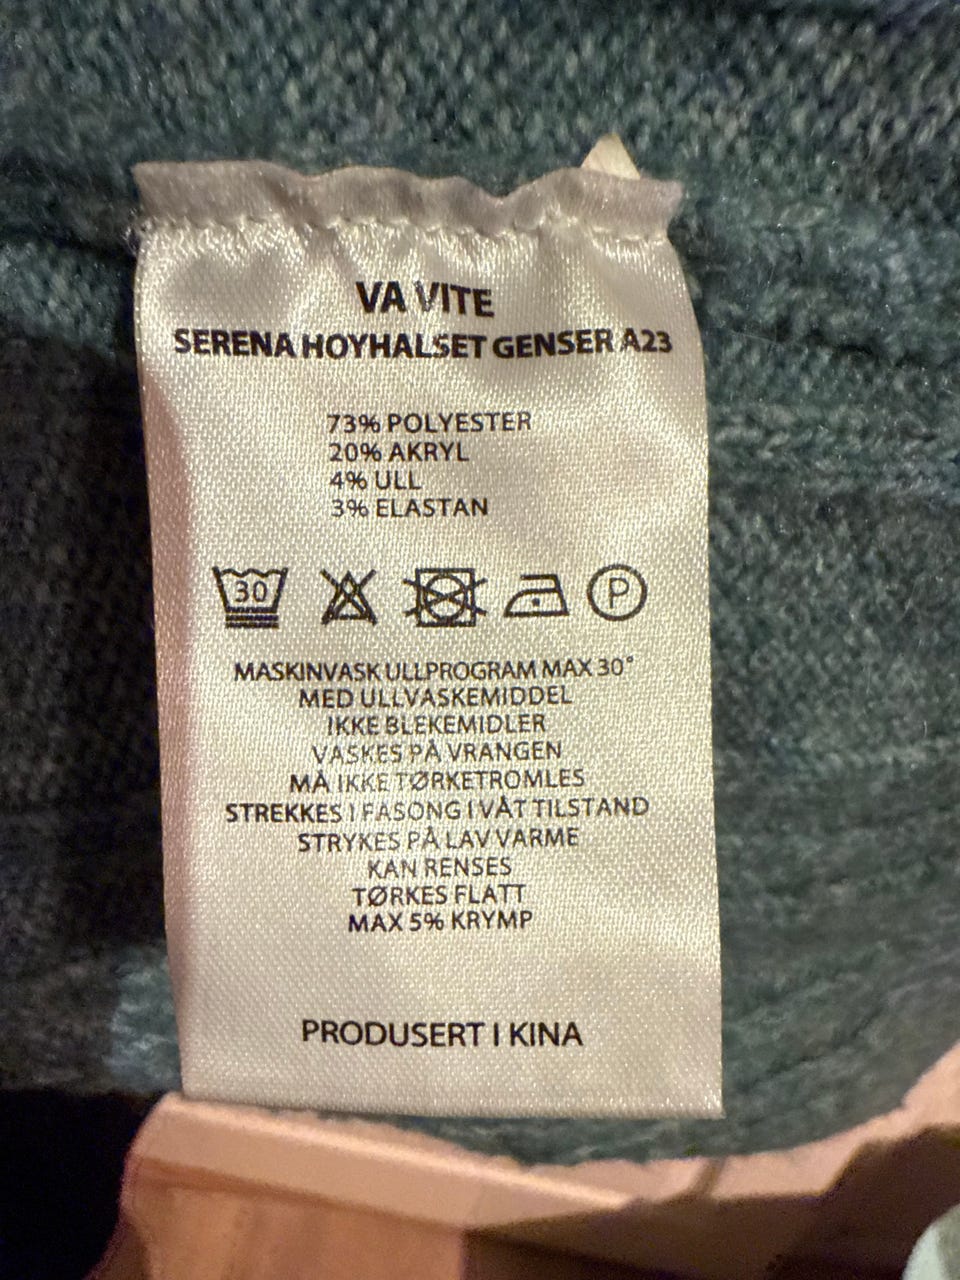 VA VITE
SERENA HOYHALSET GENSER A23
73% POLYESTER
20% AKRYL
4% ULL
3% ELASTAN
30 P
MASKINVASK ULLPROGRAM MAX 30°
MED ULLVASKEMIDDEL
IKKE BLEKEMIDLER
VASKES PÅ VRANGEN
MÅ IKKE TØRKETROMLES
STREKKES I FASONG I VÅT TILSTAND
STRYKES PÅ LAV VARME
KAN RENSES
TØRKES FLATT
MAX 5% KRYMP
PRODUSERT I KINA